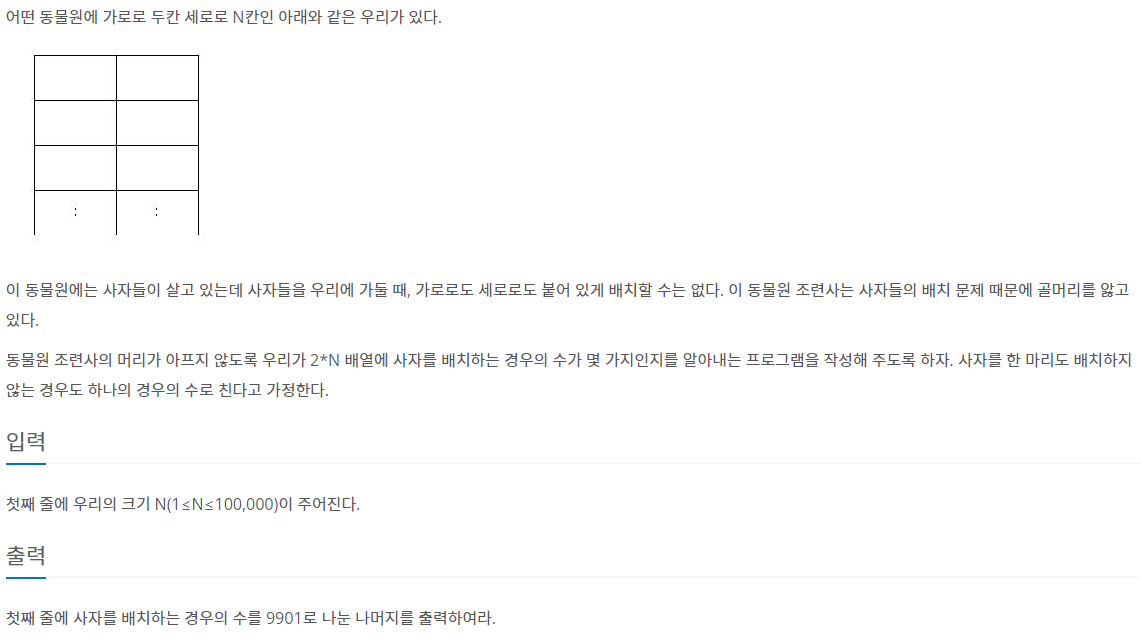 어떤 동물원에 가로로 두칸 세로로 N칸인 아래와 같은 우리가 있다.
:
:
이 동물원에는 사자들이 살고 있는데 사자들을 우리에 가둘 때, 가로로도 세로로도 붙어 있게 배치할 수는 없다. 이 동물원 조련사는 사자들의 배치 문제 때문에 골머리를 앓고
있다.
동물원 조련사의 머리가 아프지 않도록 우리가 2*N 배열에 사자를 배치하는 경우의 수가 몇 가지인지를 알아내는 프로그램을 작성해 주도록 하자. 사자를 한 마리도 배치하지
않는 경우도 하나의 경우의 수로 친다고 가정한다.
입력
첫째 줄에 우리의 크기 N(1≤N≤100,000)이 주어진다.
출력
첫째 줄에 사자를 배치하는 경우의 수를 9901로 나눈 나머지를 출력하여라.